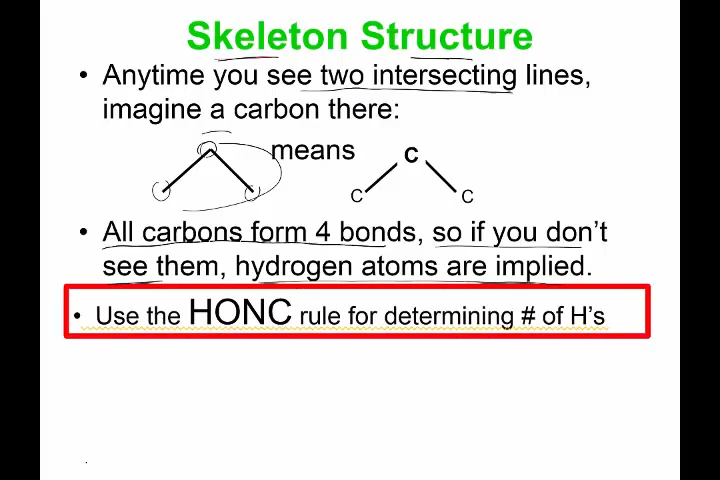 Skeleton Structure
• Anytime you see two intersecting lines,
imagine a carbon there:
means C
C C
• All carbons form 4 bonds, so if you don't
see them, hydrogen atoms are implied.
• Use the HONC rule for determining # of H's